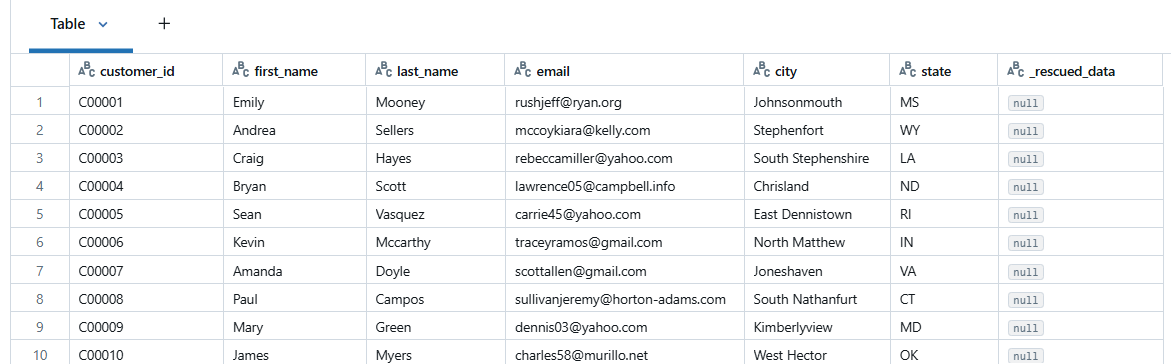 Table +
customer_id first_name last_name email city state _rescued_data
1 C00001 Emily Mooney rushjeff@ryan.org Johnsonmouth MS null
2 C00002 Andrea Sellers mccoykiara@kelly.com Stephenfort WY null
3 C00003 Craig Hayes rebeccamiller@yahoo.com South Stephenshire LA null
4 C00004 Bryan Scott lawrence05@campbell.info Chrisland ND null
5 C00005 Sean Vasquez carrie45@yahoo.com East Dennistown RI null
6 C00006 Kevin Mccarthy traceyramos@gmail.com North Matthew IN null
7 C00007 Amanda Doyle scottallen@gmail.com Joneshaven VA null
8 C00008 Paul Campos sullivanjeremy@horton-adams.com South Nathanfurt CT null
9 C00009 Mary Green dennis03@yahoo.com Kimberlyview MD null
10 C00010 James Myers charles58@murillo.net West Hector OK null